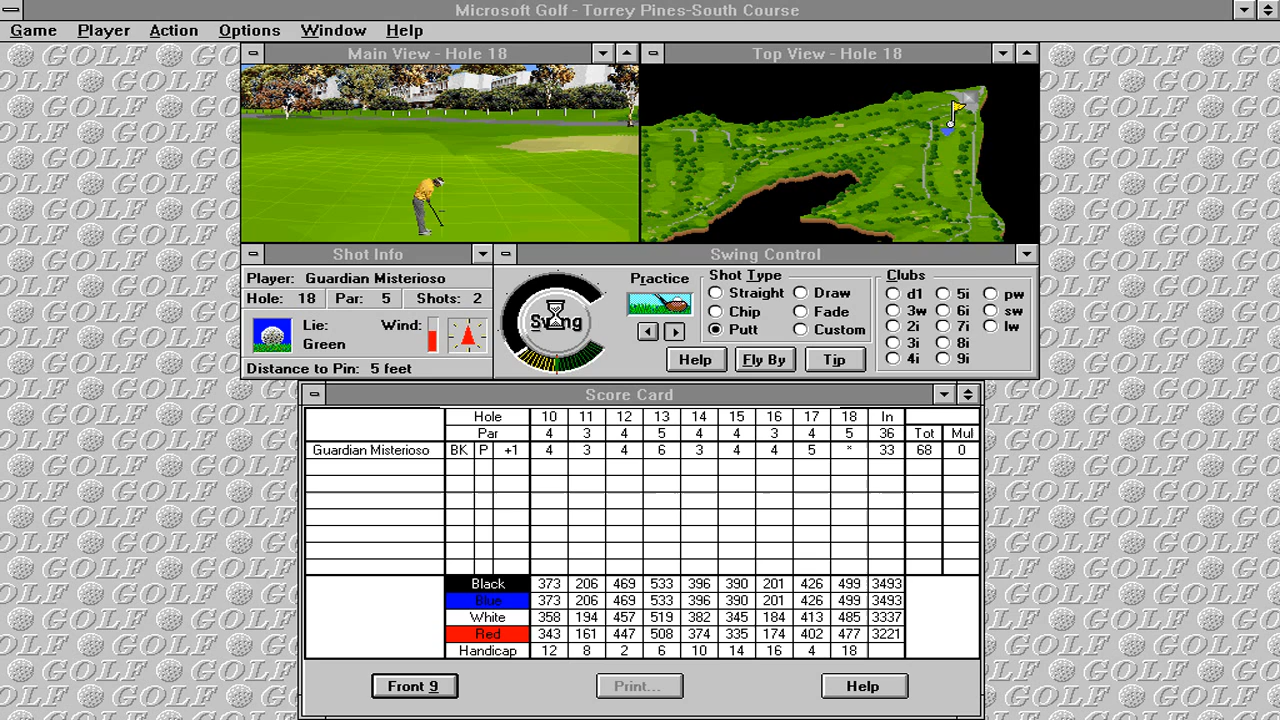 Microsoft Golf - Torrey Pines-South Course
Game Player Action Options Window Help
Main View - Hole 18
Top View - Hole 18
Shot Info
Player: Guardian Misterioso
Hole: 18 Par: 5 Shots: 2
Lie: Green
Wind:
Distance to Pin: 5 feet
Swing Control
Swing
Practice
Shot Type
Straight Draw
Chip Fade
Putt Custom
Help Fly By Tip
Clubs
d1 5i pw
3w 6i sw
2i 7i lw
3i 8i
4i 9i
Score Card
Hole 10 11 12 13 14 15 16 17 18 In
Par 4 3 4 5 4 4 3 4 5 36 Tot Mul
Guardian Misterioso BK P +1 4 3 4 6 3 4 4 5 * 33 68 0
Black 373 206 469 533 396 390 201 426 499 3493
Blue 373 206 469 533 396 390 201 426 499 3493
White 358 194 457 519 382 345 184 413 485 3337
Red 343 161 447 508 374 335 174 402 477 3221
Handicap 12 8 2 6 10 14 16 4 18
Front 9 Print... Help
GOLF